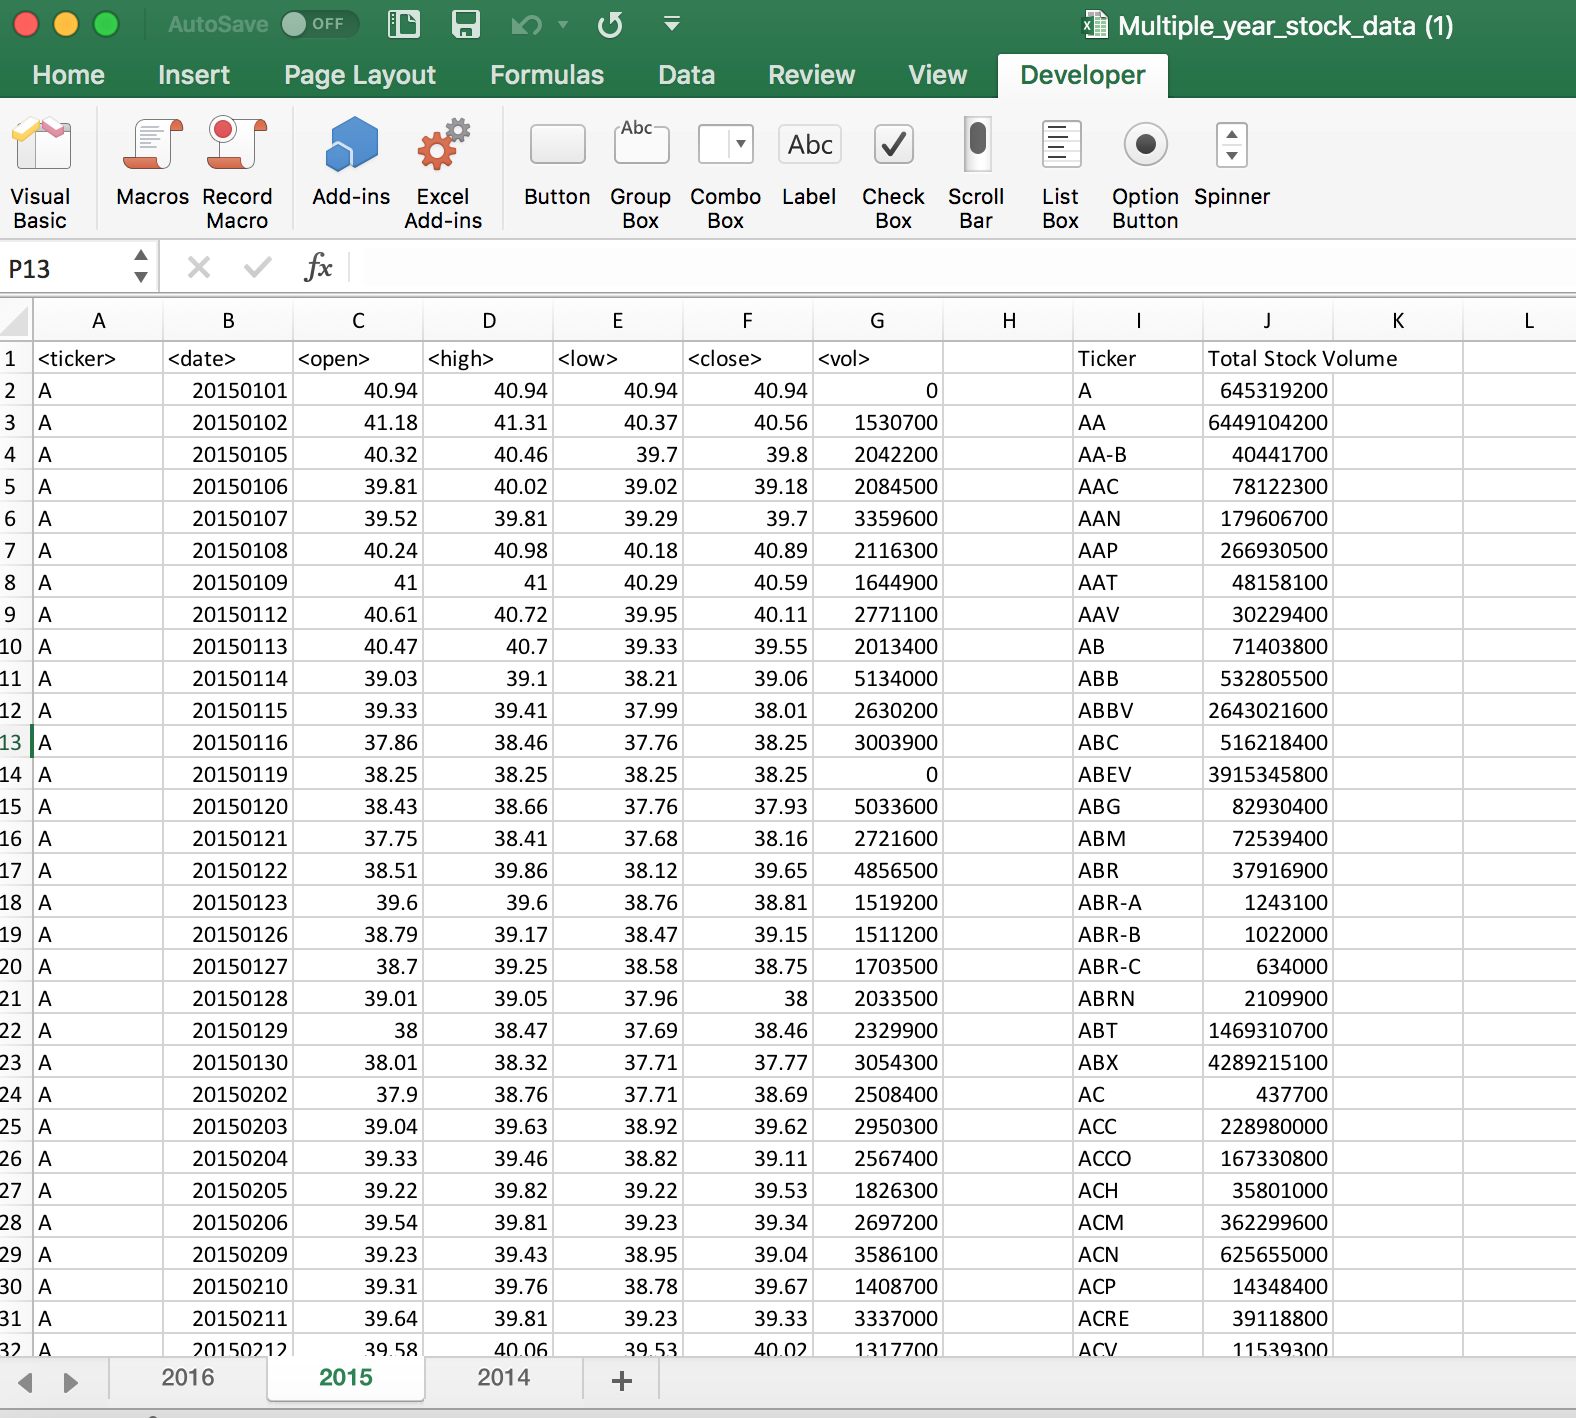 AutoSave OFF Multiple_year_stock_data (1)
Home Insert Page Layout Formulas Data Review View Developer
Abc Abc
Visual Basic Macros Record Macro Add-ins Excel Add-ins Button Group Box Combo Box Label Check Box Scroll Bar List Box Option Button Spinner
P13 fx
A B C D E F G H I J K L
1 <ticker> <date> <open> <high> <low> <close> <vol> Ticker Total Stock Volume
2 A 20150101 40.94 40.94 40.94 40.94 0 A 645319200
3 A 20150102 41.18 41.31 40.37 40.56 1530700 AA 6449104200
4 A 20150105 40.32 40.46 39.7 39.8 2042200 AA-B 40441700
5 A 20150106 39.81 40.02 39.02 39.18 2084500 AAC 78122300
6 A 20150107 39.52 39.81 39.29 39.7 3359600 AAN 179606700
7 A 20150108 40.24 40.98 40.18 40.89 2116300 AAP 266930500
8 A 20150109 41 41 40.29 40.59 1644900 AAT 48158100
9 A 20150112 40.61 40.72 39.95 40.11 2771100 AAV 30229400
10 A 20150113 40.47 40.7 39.33 39.55 2013400 AB 71403800
11 A 20150114 39.03 39.1 38.21 39.06 5134000 ABB 532805500
12 A 20150115 39.33 39.41 37.99 38.01 2630200 ABBV 2643021600
13 A 20150116 37.86 38.46 37.76 38.25 3003900 ABC 516218400
14 A 20150119 38.25 38.25 38.25 38.25 0 ABEV 3915345800
15 A 20150120 38.43 38.66 37.76 37.93 5033600 ABG 82930400
16 A 20150121 37.75 38.41 37.68 38.16 2721600 ABM 72539400
17 A 20150122 38.51 39.86 38.12 39.65 4856500 ABR 37916900
18 A 20150123 39.6 39.6 38.76 38.81 1519200 ABR-A 1243100
19 A 20150126 38.79 39.17 38.47 39.15 1511200 ABR-B 1022000
20 A 20150127 38.7 39.25 38.58 38.75 1703500 ABR-C 634000
21 A 20150128 39.01 39.05 37.96 38 2033500 ABRN 2109900
22 A 20150129 38 38.47 37.69 38.46 2329900 ABT 1469310700
23 A 20150130 38.01 38.32 37.71 37.77 3054300 ABX 4289215100
24 A 20150202 37.9 38.76 37.71 38.69 2508400 AC 437700
25 A 20150203 39.04 39.63 38.92 39.62 2950300 ACC 228980000
26 A 20150204 39.33 39.46 38.82 39.11 2567400 ACCO 167330800
27 A 20150205 39.22 39.82 39.22 39.53 1826300 ACH 35801000
28 A 20150206 39.54 39.81 39.23 39.34 2697200 ACM 362299600
29 A 20150209 39.23 39.43 38.95 39.04 3586100 ACN 625655000
30 A 20150210 39.31 39.76 38.78 39.67 1408700 ACP 14348400
31 A 20150211 39.64 39.81 39.23 39.33 3337000 ACRE 39118800
32 A 20150212 39.58 40.06 39.53 40.02 1317700 ACV 11539300
2016 2015 2014 +